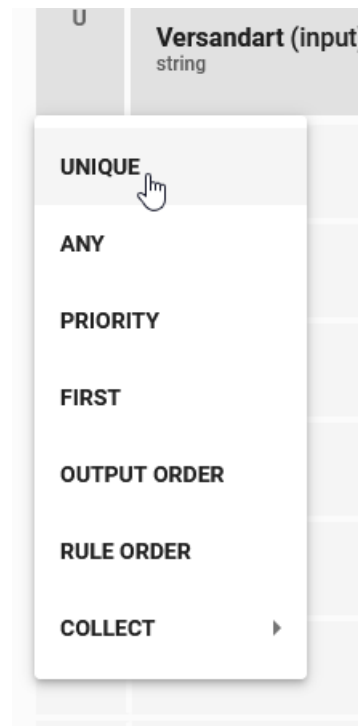 U
Versandart (input)
string
UNIQUE
ANY
PRIORITY
FIRST
OUTPUT ORDER
RULE ORDER
COLLECT